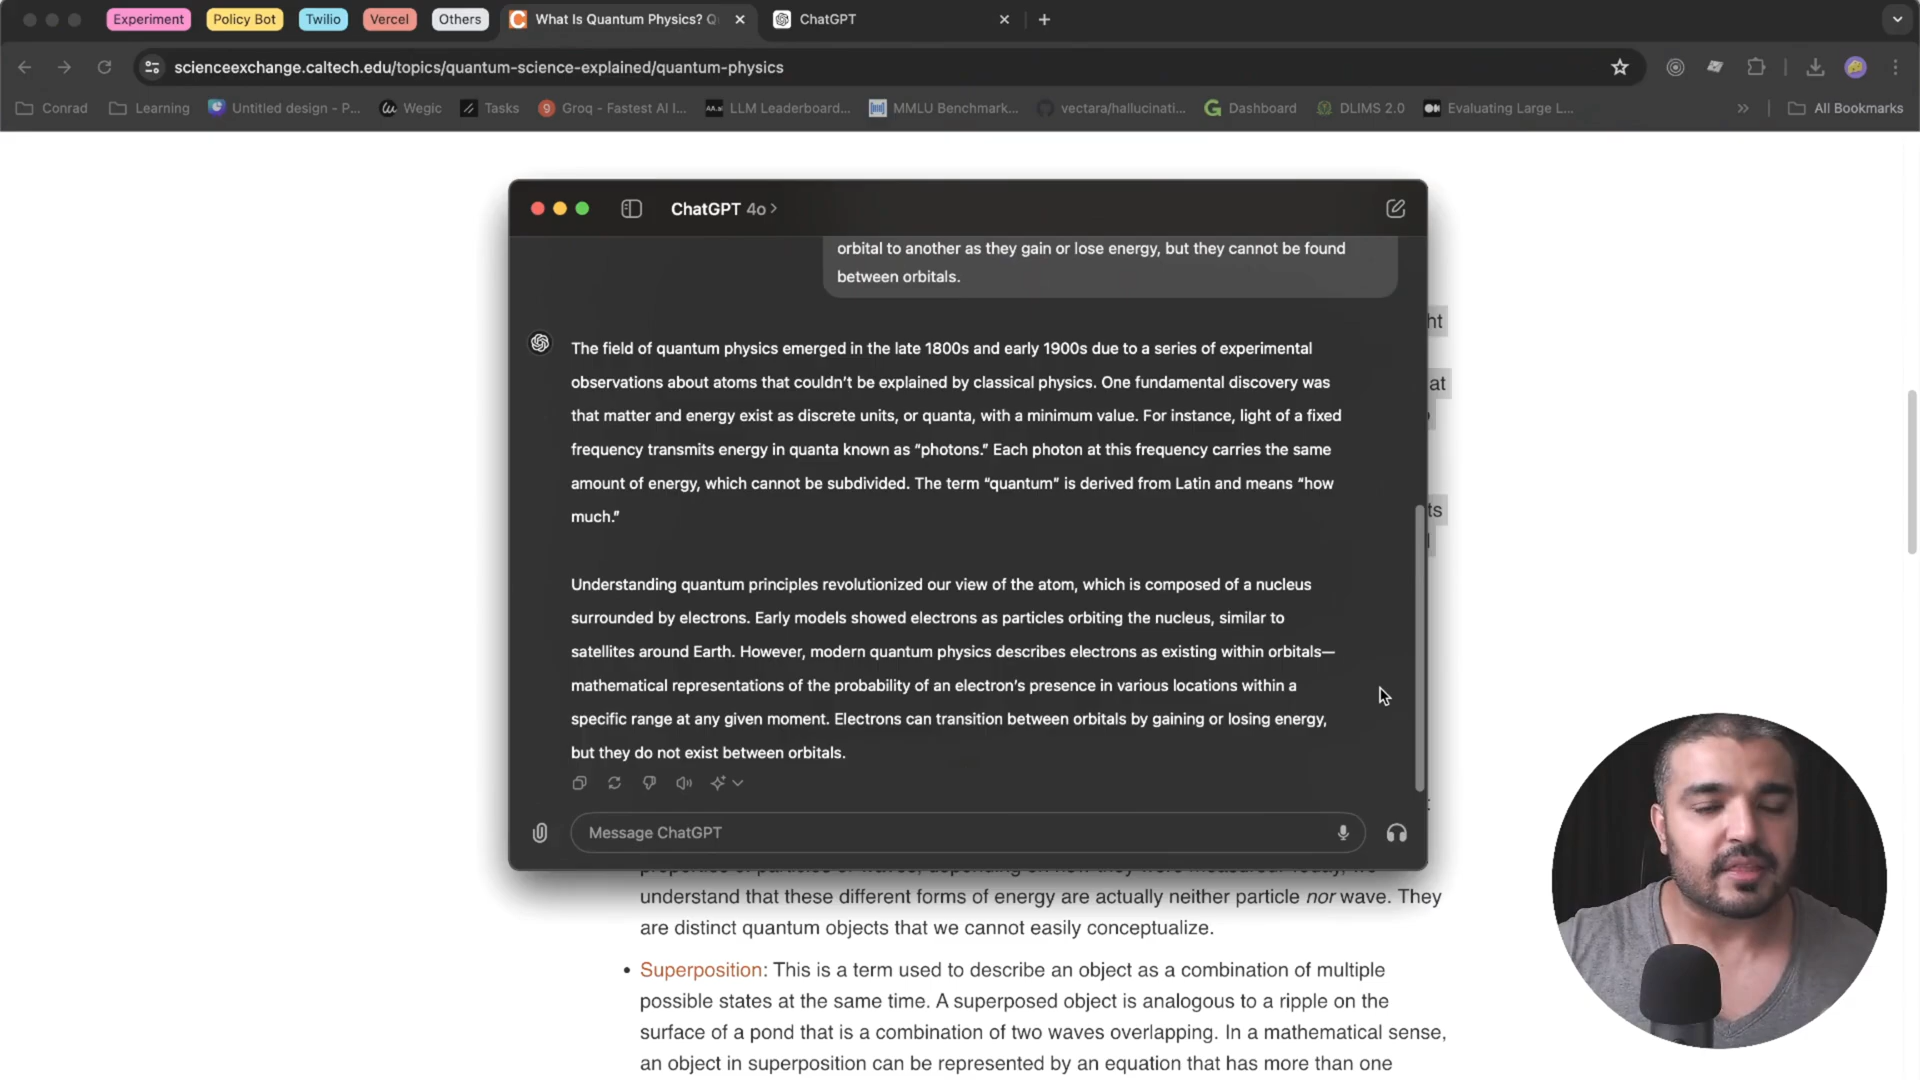 Experiment
Policy Bot
Twilio
Vercel
Others
What Is Quantum Physics? Q
ChatGPT
scienceexchange.caltech.edu/topics/quantum-science-explained/quantum-physics
Conrad
Learning
Untitled design - P...
Wegic
Tasks
Groq - Fastest AI I...
LLM Leaderboard...
MMLU Benchmark...
vectara/hallucinati...
Dashboard
DLIMS 2.0
Evaluating Large L...
All Bookmarks
ChatGPT 4o >
orbital to another as they gain or lose energy, but they cannot be found
between orbitals.
The field of quantum physics emerged in the late 1800s and early 1900s due to a series of experimental
observations about atoms that couldn’t be explained by classical physics. One fundamental discovery was
that matter and energy exist as discrete units, or quanta, with a minimum value. For instance, light of a fixed
frequency transmits energy in quanta known as “photons.” Each photon at this frequency carries the same
amount of energy, which cannot be subdivided. The term “quantum” is derived from Latin and means “how
much.”
Understanding quantum principles revolutionized our view of the atom, which is composed of a nucleus
surrounded by electrons. Early models showed electrons as particles orbiting the nucleus, similar to
satellites around Earth. However, modern quantum physics describes electrons as existing within orbitals—
mathematical representations of the probability of an electron’s presence in various locations within a
specific range at any given moment. Electrons can transition between orbitals by gaining or losing energy,
but they do not exist between orbitals.
Message ChatGPT
ht
at
ts
understand that these different forms of energy are actually neither particle nor wave. They
are distinct quantum objects that we cannot easily conceptualize.
• Superposition: This is a term used to describe an object as a combination of multiple
possible states at the same time. A superposed object is analogous to a ripple on the
surface of a pond that is a combination of two waves overlapping. In a mathematical sense,
an object in superposition can be represented by an equation that has more than one